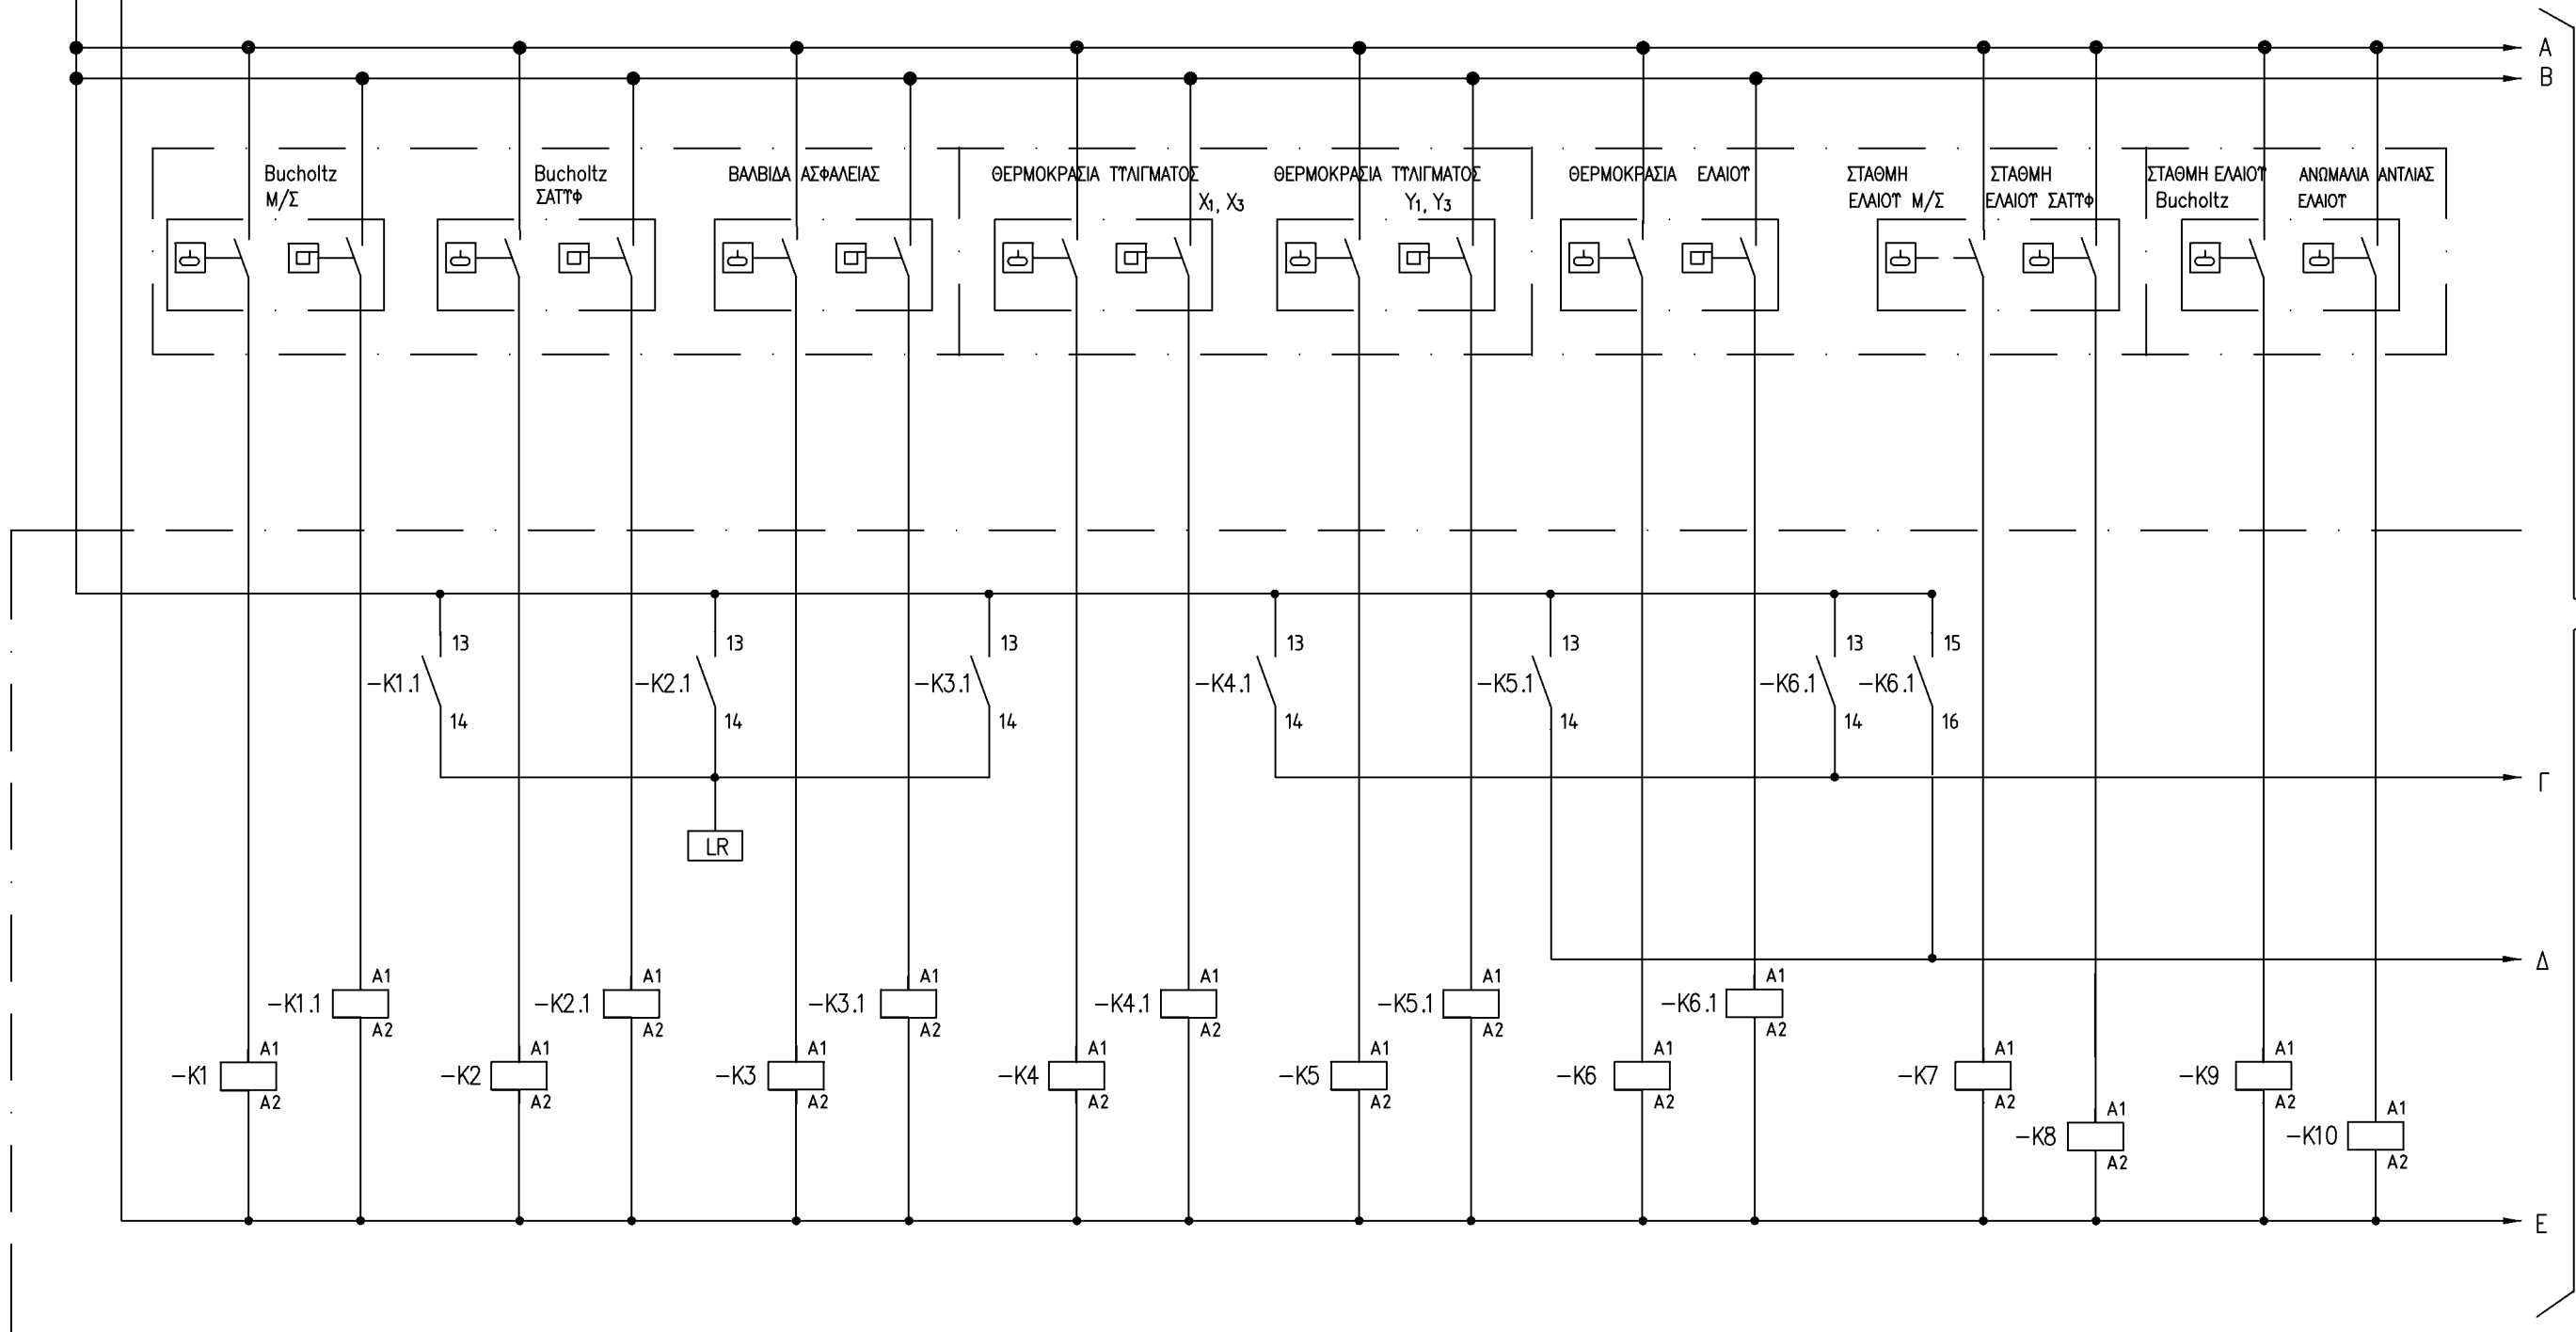 A
B
Bucholtz
Μ/Σ
Bucholtz
ΣΑΤΥΦ
ΒΑΛΒΙΔΑ ΑΣΦΑΛΕΙΑΣ
ΘΕΡΜΟΚΡΑΣΙΑ ΤΥΛΙΓΜΑΤΟΣ
X1, X3
ΘΕΡΜΟΚΡΑΣΙΑ ΤΥΛΙΓΜΑΤΟΣ
Y1, Y3
ΘΕΡΜΟΚΡΑΣΙΑ ΕΛΑΙΟΥ
ΣΤΑΘΜΗ
ΕΛΑΙΟΥ Μ/Σ
ΣΤΑΘΜΗ
ΕΛΑΙΟΥ ΣΑΤΥΦ
ΣΤΑΘΜΗ ΕΛΑΙΟΥ
Bucholtz
ΑΝΩΜΑΛΙΑ ΑΝΤΛΙΑΣ
ΕΛΑΙΟΥ
13 13 13 13 13 13 15
-K1.1 -K2.1 -K3.1 -K4.1 -K5.1 -K6.1 -K6.1
14 14 14 14 14 14 16
Γ
LR
Δ
A1 A1 A1 A1 A1 A1
-K1.1 -K2.1 -K3.1 -K4.1 -K5.1 -K6.1
A2 A2 A2 A2 A2 A2
A1 A1 A1 A1 A1 A1 A1 A1
-K1 -K2 -K3 -K4 -K5 -K6 -K7 -K9
A2 A2 A2 A2 A2 A2 A2 A2
A1 A1
-K8 -K10
A2 A2
E